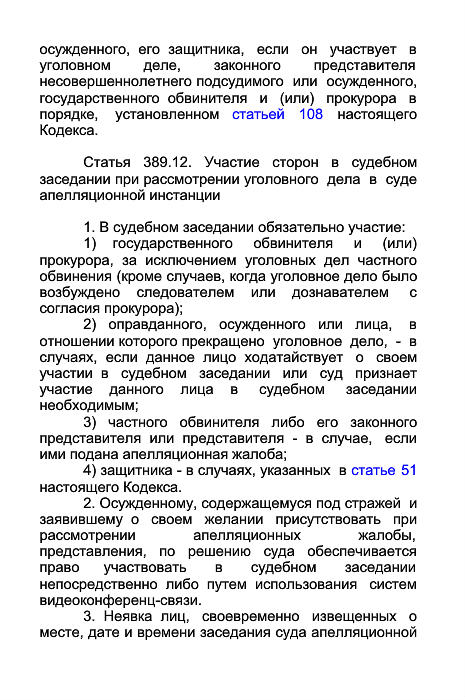 осужденного, его защитника, если он участвует в
уголовном деле, законного представителя
несовершеннолетнего подсудимого или осужденного,
государственного обвинителя и (или) прокурора в
порядке, установленном статьей 108 настоящего
Кодекса.
Статья 389.12. Участие сторон в судебном
заседании при рассмотрении уголовного дела в суде
апелляционной инстанции
1. В судебном заседании обязательно участие:
1) государственного обвинителя и (или)
прокурора, за исключением уголовных дел частного
обвинения (кроме случаев, когда уголовное дело было
возбуждено следователем или дознавателем с
согласия прокурора);
2) оправданного, осужденного или лица, в
отношении которого прекращено уголовное дело, - в
случаях, если данное лицо ходатайствует о своем
участии в судебном заседании или суд признает
участие данного лица в судебном заседании
необходимым;
3) частного обвинителя либо его законного
представителя или представителя - в случае, если
ими подана апелляционная жалоба;
4) защитника - в случаях, указанных в статье 51
настоящего Кодекса.
2. Осужденному, содержащемуся под стражей и
заявившему о своем желании присутствовать при
рассмотрении апелляционных жалобы,
представления, по решению суда обеспечивается
право участвовать в судебном заседании
непосредственно либо путем использования систем
видеоконференц-связи.
3. Неявка лиц, своевременно извещенных о
месте, дате и времени заседания суда апелляционной